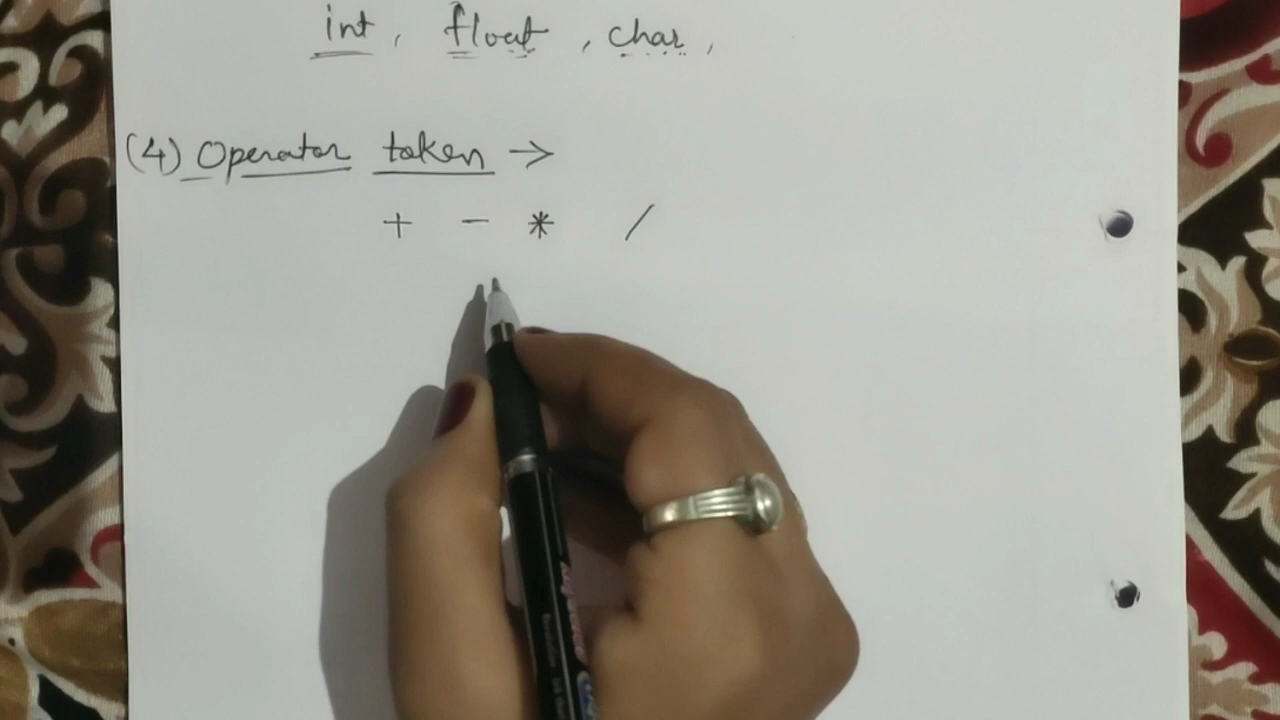 int, float, char,
(4) Operator token →
+ - * /